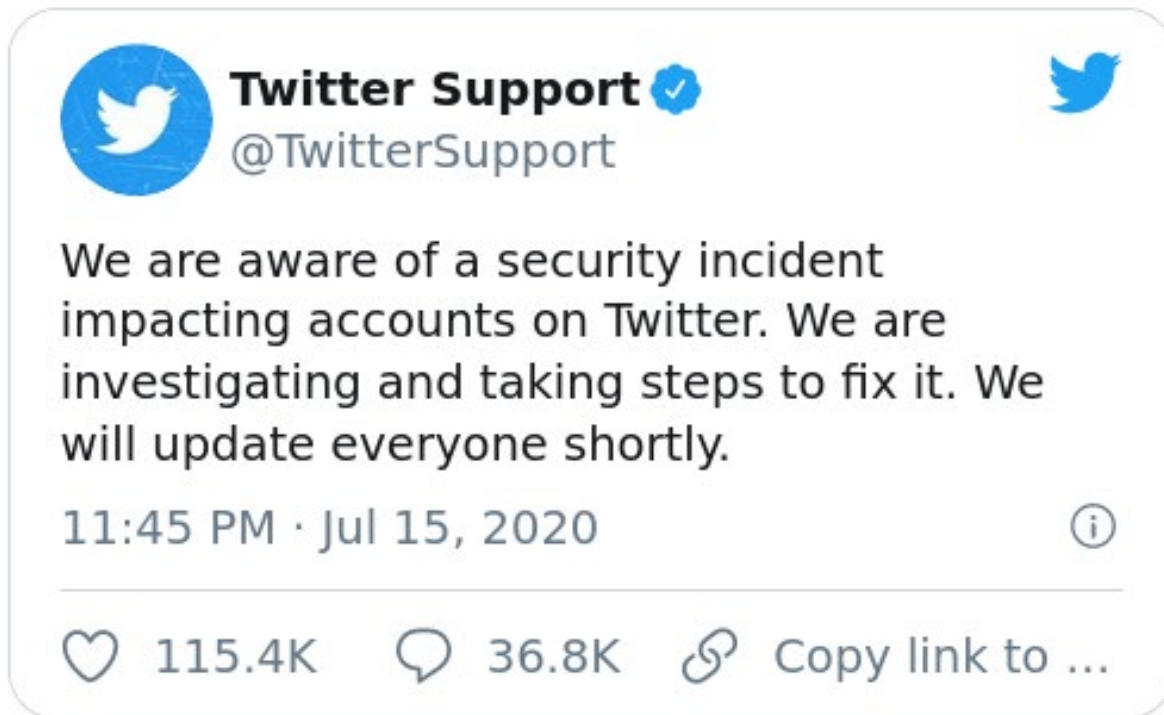 Twitter Support
@TwitterSupport
We are aware of a security incident
impacting accounts on Twitter. We are
investigating and taking steps to fix it. We
will update everyone shortly.
11:45 PM · Jul 15, 2020
115.4K 36.8K Copy link to ...